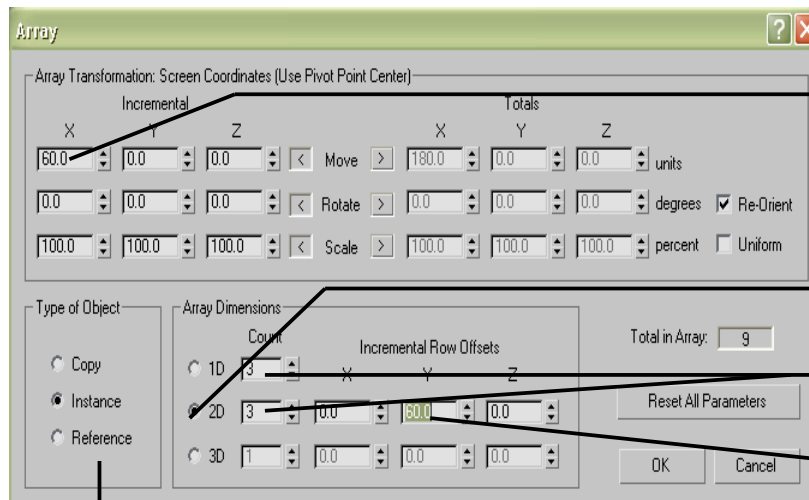 Array
Array Transformation: Screen Coordinates (Use Pivot Point Center)
Incremental Totals
X Y Z X Y Z
60.0 0.0 0.0 < Move > 180.0 0.0 0.0 units
0.0 0.0 0.0 < Rotate > 0.0 0.0 0.0 degrees Re-Orient
100.0 100.0 100.0 < Scale > 100.0 100.0 100.0 percent Uniform
Type of Object
Copy
Instance
Reference
Array Dimensions
Count Incremental Row Offsets
1D 3 X Y Z
2D 3 0.0 60.0 0.0
3D 1 0.0 0.0 0.0
Total in Array: 9
Reset All Parameters
OK Cancel